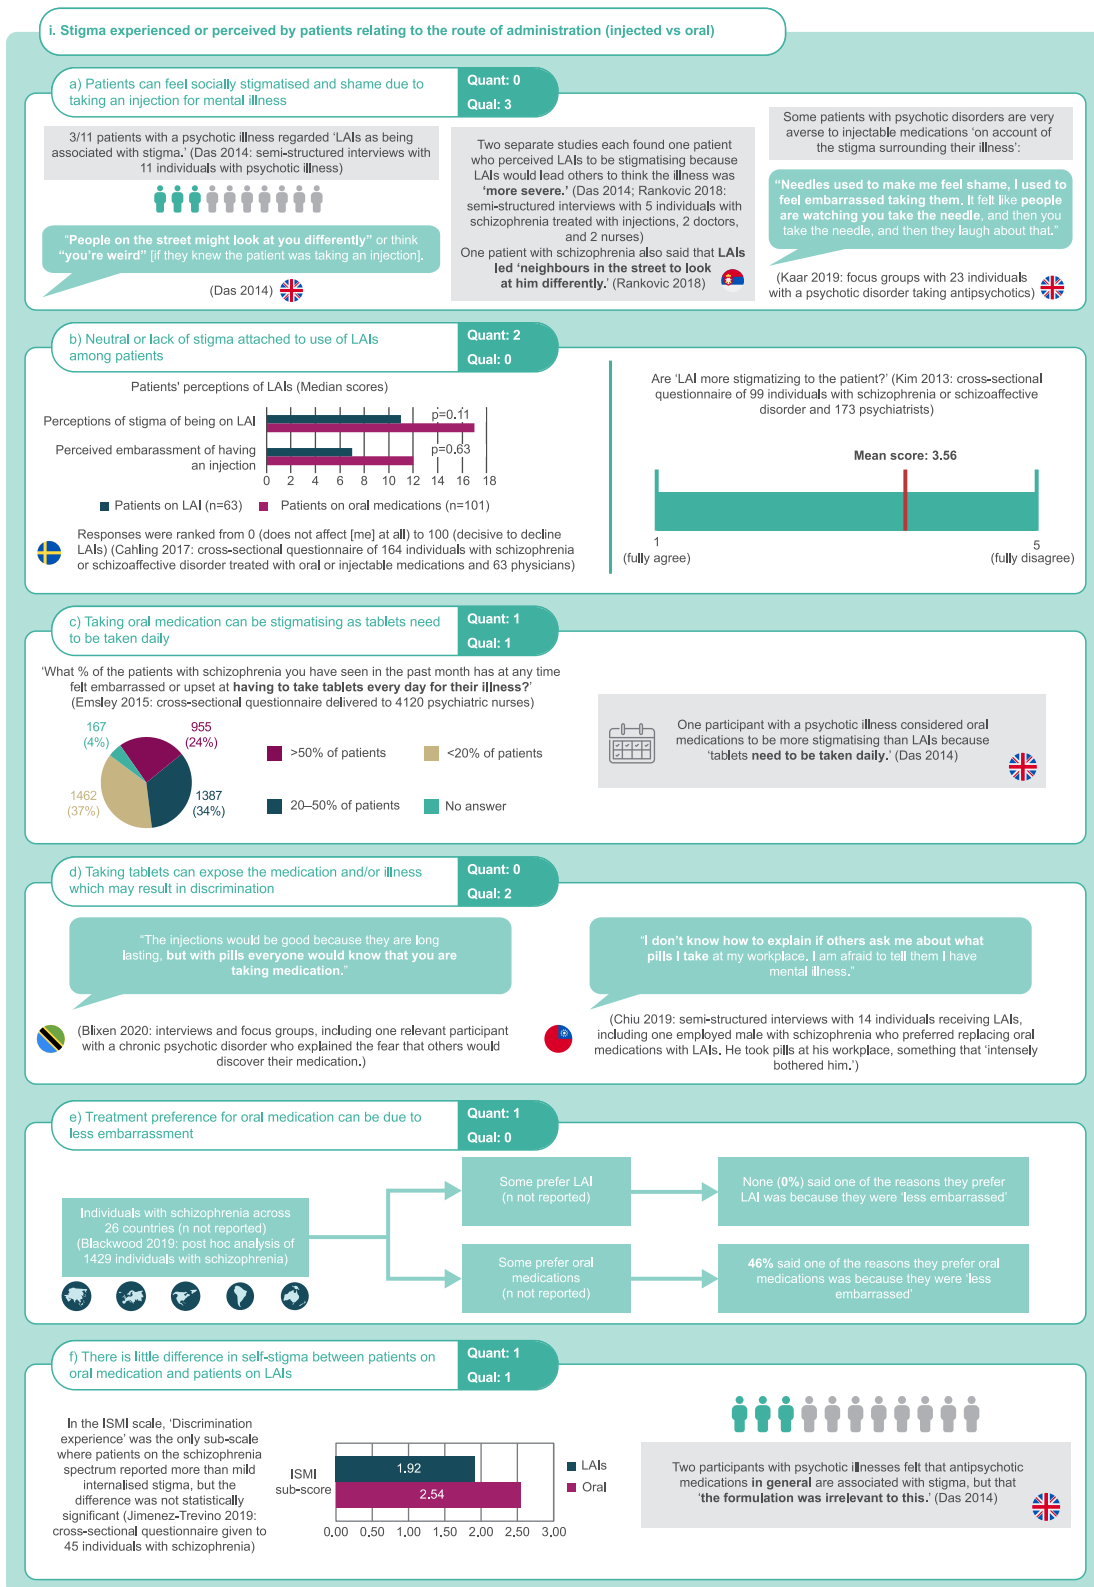 i. Stigma experienced or perceived by patients relating to the route of administration (injected vs oral)
a) Patients can feel socially stigmatised and shame due to
taking an injection for mental illness
Quant: 0
Qual: 3
3/11 patients with a psychotic illness regarded ‘LAIs as being
associated with stigma.’ (Das 2014: semi-structured interviews with
11 individuals with psychotic illness)
“People on the street might look at you differently” or think
“you’re weird” [if they knew the patient was taking an injection].
(Das 2014)
Two separate studies each found one patient
who perceived LAIs to be stigmatising because
LAIs would lead others to think the illness was
‘more severe.’ (Das 2014; Rankovic 2018:
semi-structured interviews with 5 individuals with
schizophrenia treated with injections, 2 doctors,
and 2 nurses)
One patient with schizophrenia also said that LAIs
led ‘neighbours in the street to look
at him differently.’ (Rankovic 2018)
Some patients with psychotic disorders are very
averse to injectable medications ‘on account of
the stigma surrounding their illness’:
“Needles used to make me feel shame, I used to
feel embarrassed taking them. It felt like people
are watching you take the needle, and then you
take the needle, and then they laugh about that.”
(Kaar 2019: focus groups with 23 individuals
with a psychotic disorder taking antipsychotics)
b) Neutral or lack of stigma attached to use of LAIs
among patients
Quant: 2
Qual: 0
Patients' perceptions of LAIs (Median scores)
Perceptions of stigma of being on LAI
p=0.11
Perceived embarassment of having
an injection
p=0.63
0 2 4 6 8 10 12 14 16 18
Patients on LAI (n=63)
Patients on oral medications (n=101)
Responses were ranked from 0 (does not affect [me] at all) to 100 (decisive to decline
LAIs) (Cahling 2017: cross-sectional questionnaire of 164 individuals with schizophrenia
or schizoaffective disorder treated with oral or injectable medications and 63 physicians)
Are ‘LAI more stigmatizing to the patient?’ (Kim 2013: cross-sectional
questionnaire of 99 individuals with schizophrenia or schizoaffective
disorder and 173 psychiatrists)
Mean score: 3.56
1
(fully agree)
5
(fully disagree)
c) Taking oral medication can be stigmatising as tablets need
to be taken daily
Quant: 1
Qual: 1
‘What % of the patients with schizophrenia you have seen in the past month has at any time
felt embarrassed or upset at having to take tablets every day for their illness?’
(Emsley 2015: cross-sectional questionnaire delivered to 4120 psychiatric nurses)
167
(4%)
955
(24%)
1462
(37%)
1387
(34%)
>50% of patients
<20% of patients
20–50% of patients
No answer
One participant with a psychotic illness considered oral
medications to be more stigmatising than LAIs because
‘tablets need to be taken daily.’ (Das 2014)
d) Taking tablets can expose the medication and/or illness
which may result in discrimination
Quant: 0
Qual: 2
“The injections would be good because they are long
lasting, but with pills everyone would know that you are
taking medication.”
(Blixen 2020: interviews and focus groups, including one relevant participant
with a chronic psychotic disorder who explained the fear that others would
discover their medication.)
“I don’t know how to explain if others ask me about what
pills I take at my workplace. I am afraid to tell them I have
mental illness.”
(Chiu 2019: semi-structured interviews with 14 individuals receiving LAIs,
including one employed male with schizophrenia who preferred replacing oral
medications with LAIs. He took pills at his workplace, something that ‘intensely
bothered him.’)
e) Treatment preference for oral medication can be due to
less embarrassment
Quant: 1
Qual: 0
Individuals with schizophrenia across
26 countries (n not reported)
(Blackwood 2019: post hoc analysis of
1429 individuals with schizophrenia)
Some prefer LAI
(n not reported)
None (0%) said one of the reasons they prefer
LAI was because they were ‘less embarrassed’
Some prefer oral
medications
(n not reported)
46% said one of the reasons they prefer oral
medications was because they were ‘less
embarrassed’
f) There is little difference in self-stigma between patients on
oral medication and patients on LAIs
Quant: 1
Qual: 1
In the ISMI scale, ‘Discrimination
experience’ was the only sub-scale
where patients on the schizophrenia
spectrum reported more than mild
internalised stigma, but the
difference was not statistically
significant (Jimenez-Trevino 2019:
cross-sectional questionnaire given to
45 individuals with schizophrenia)
ISMI
sub-score
1.92
2.54
0.00 0.50 1.00 1.50 2.00 2.50 3.00
LAIs
Oral
Two participants with psychotic illnesses felt that antipsychotic
medications in general are associated with stigma, but that
‘the formulation was irrelevant to this.’ (Das 2014)